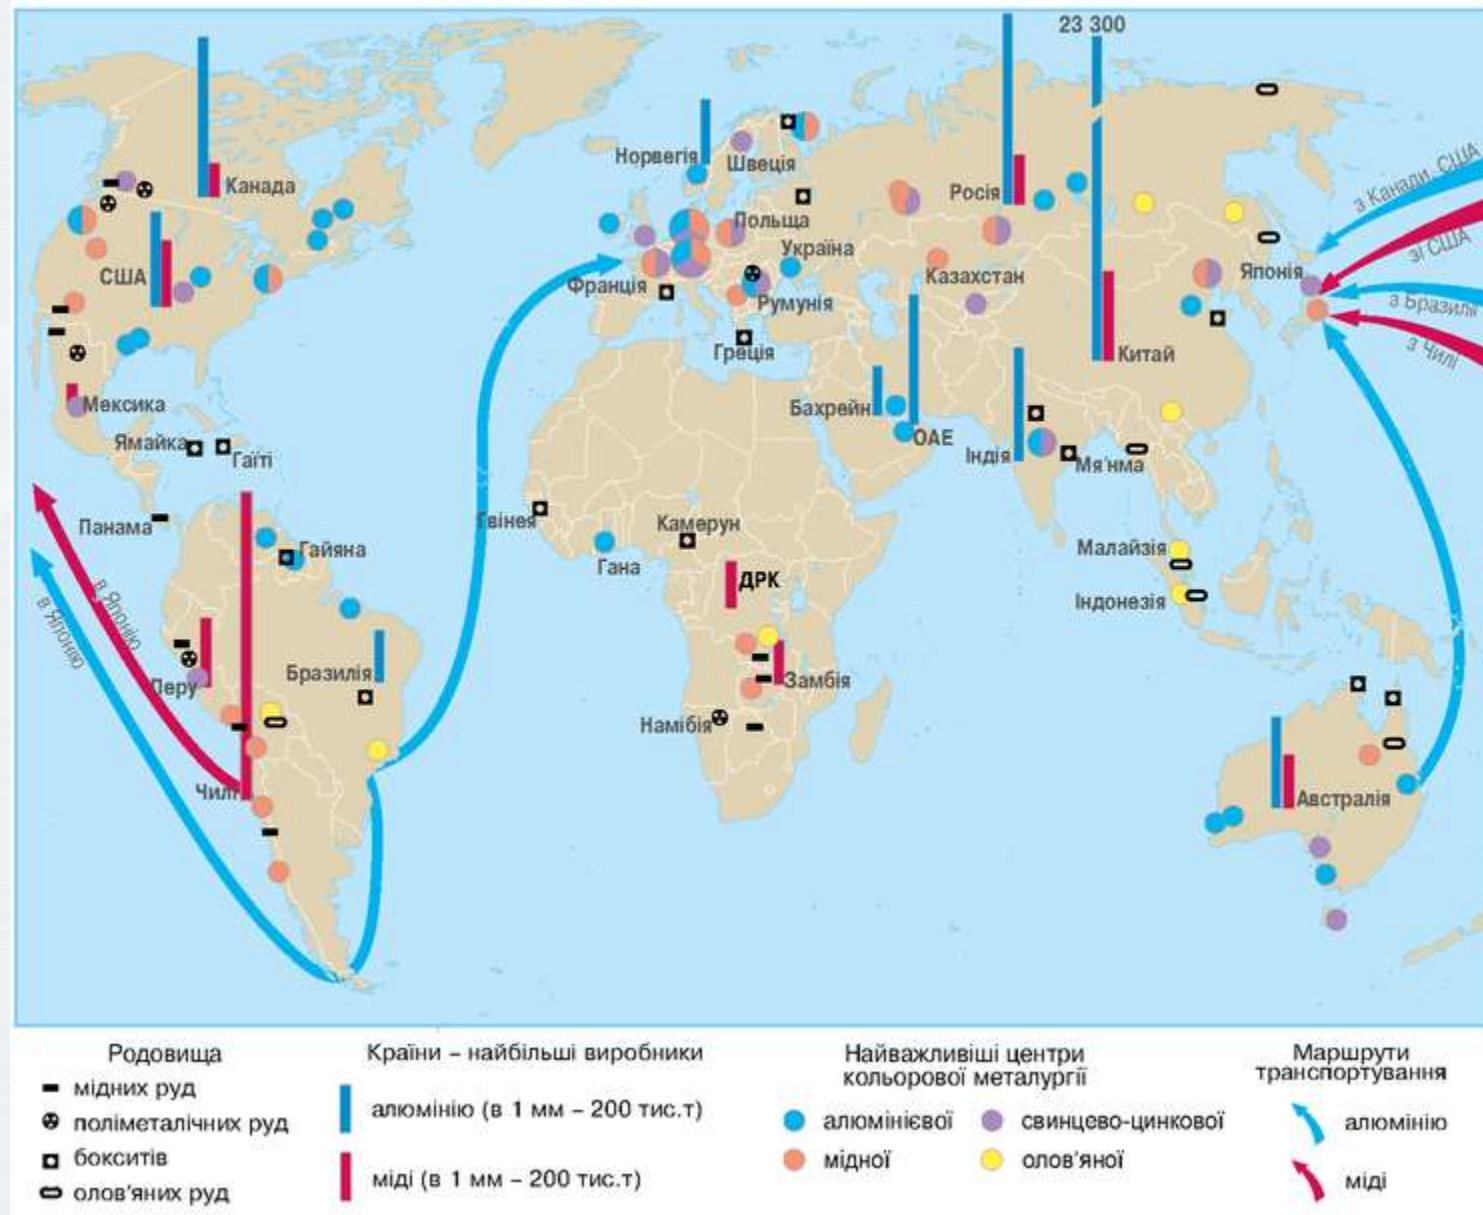 23 300
з Канади, США
зі США
з Бразилії
з Чилі
Норвегія
Швеція
Канада
Росія
Польща
Україна
США
Франція
Румунія
Казахстан
Японія
Греція
Китай
Мексика
Бахрейн
ОАЕ
Ямайка
Гаїті
Індія
М'янма
Панама
Гвінея
Камерун
Гайяна
Гана
ДРК
Малайзія
Індонезія
в Японію
в Японію
Бразилія
Перу
Замбія
Намібія
Чилі
Австралія
Родовища
мідних руд
поліметалічних руд
бокситів
олов'яних руд
Країни – найбільші виробники
алюмінію (в 1 мм – 200 тис.т)
міді (в 1 мм – 200 тис.т)
Найважливіші центри
кольорової металургії
алюмінієвої
мідної
свинцево-цинкової
олов'яної
Маршрути
транспортування
алюмінію
міді